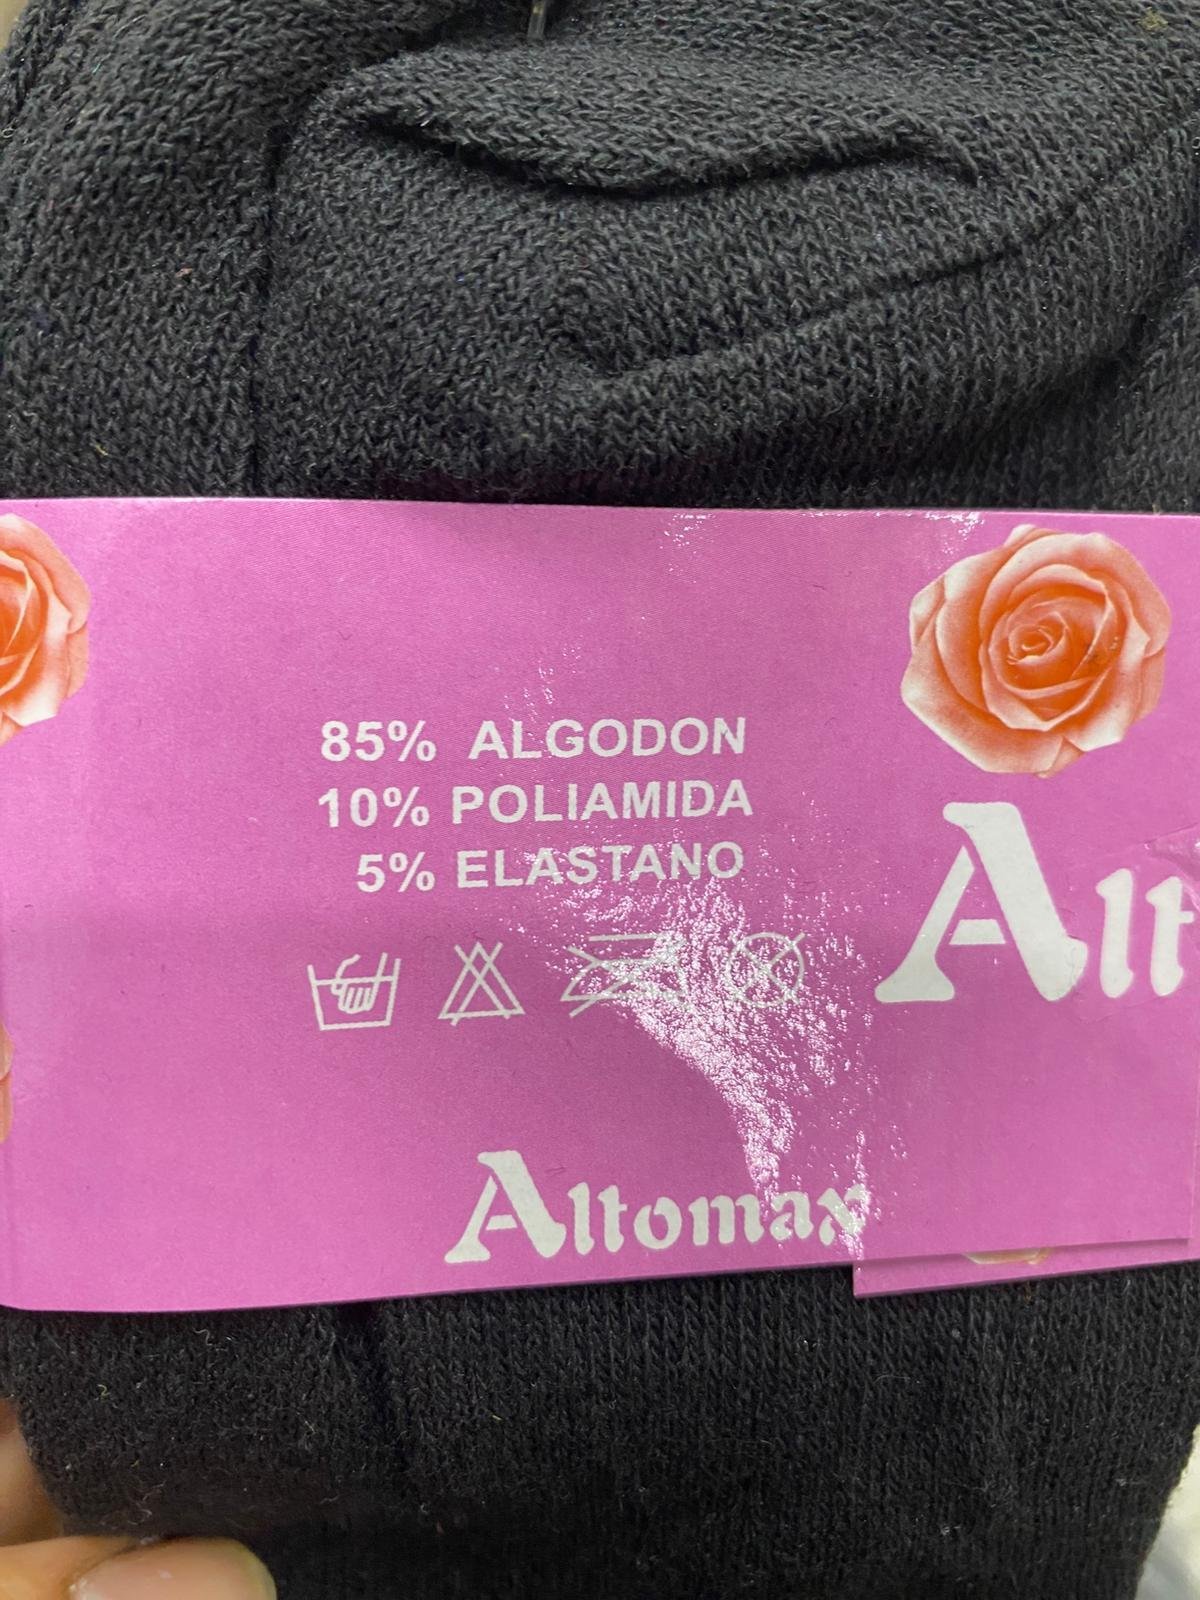 85% ALGODON
10% POLIAMIDA
5% ELASTANO
Alt
Altomax